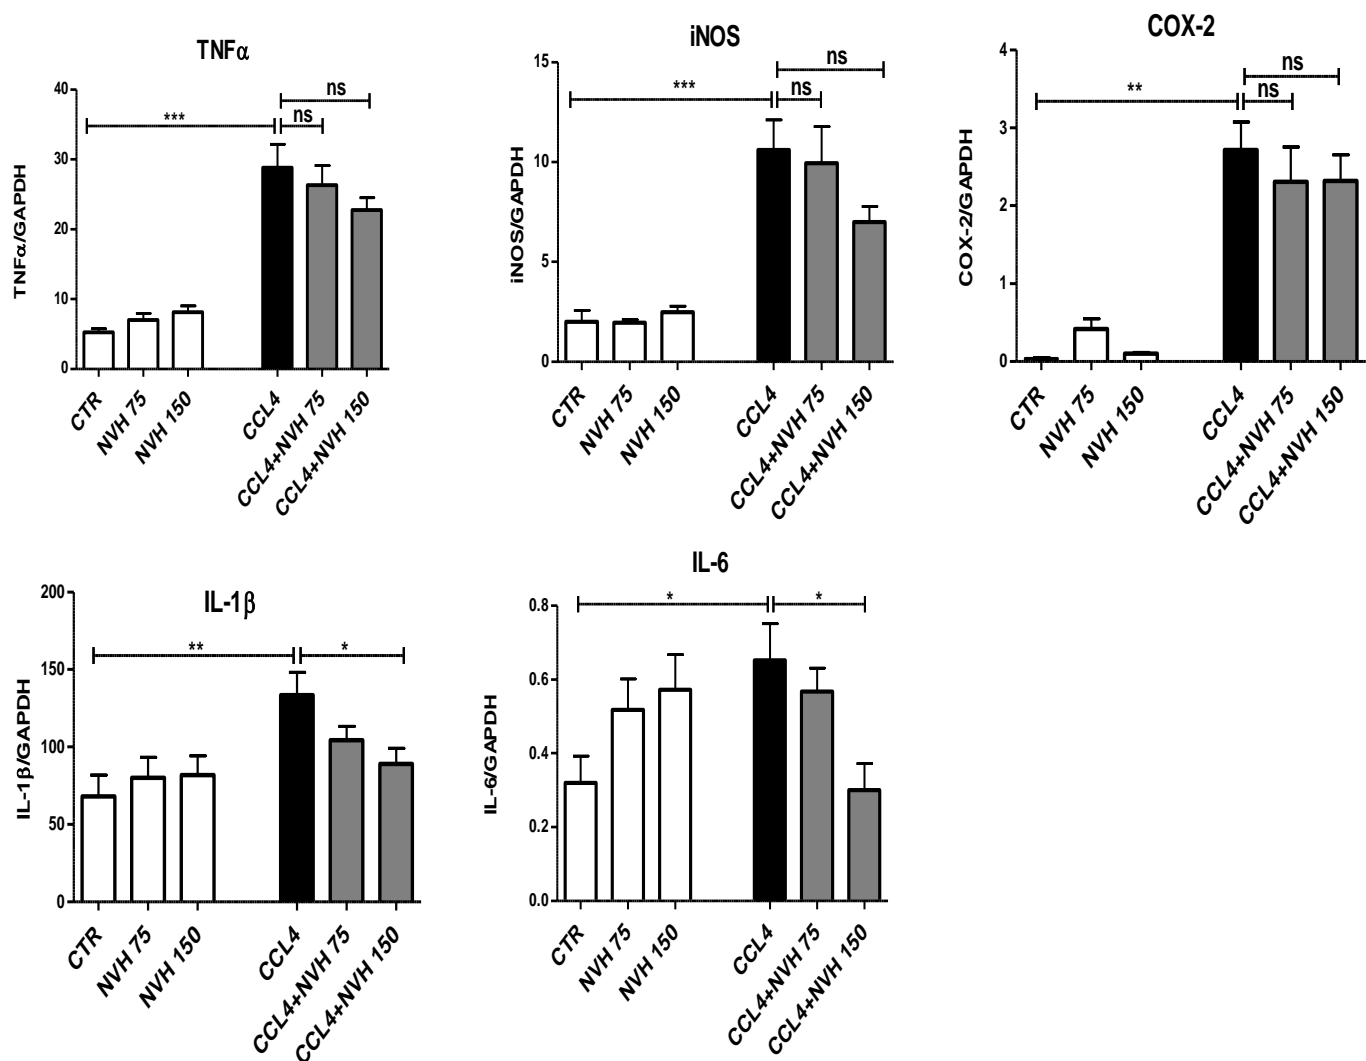 TNFα
TNFα/GAPDH
40
30
20
10
0
***
ns
ns
CTR
NVH 75
NVH 150
CCL4
CCL4+NVH 75
CCL4+NVH 150
iNOS
iNOS/GAPDH
15
10
5
0
***
ns
ns
CTR
NVH 75
NVH 150
CCL4
CCL4+NVH 75
CCL4+NVH 150
COX-2
COX-2/GAPDH
4
3
2
1
0
**
ns
ns
CTR
NVH 75
NVH 150
CCL4
CCL4+NVH 75
CCL4+NVH 150
IL-1β
IL-1β/GAPDH
200
150
100
50
0
**
*
CTR
NVH 75
NVH 150
CCL4
CCL4+NVH 75
CCL4+NVH 150
IL-6
IL-6/GAPDH
0.8
0.6
0.4
0.2
0.0
*
*
CTR
NVH 75
NVH 150
CCL4
CCL4+NVH 75
CCL4+NVH 150